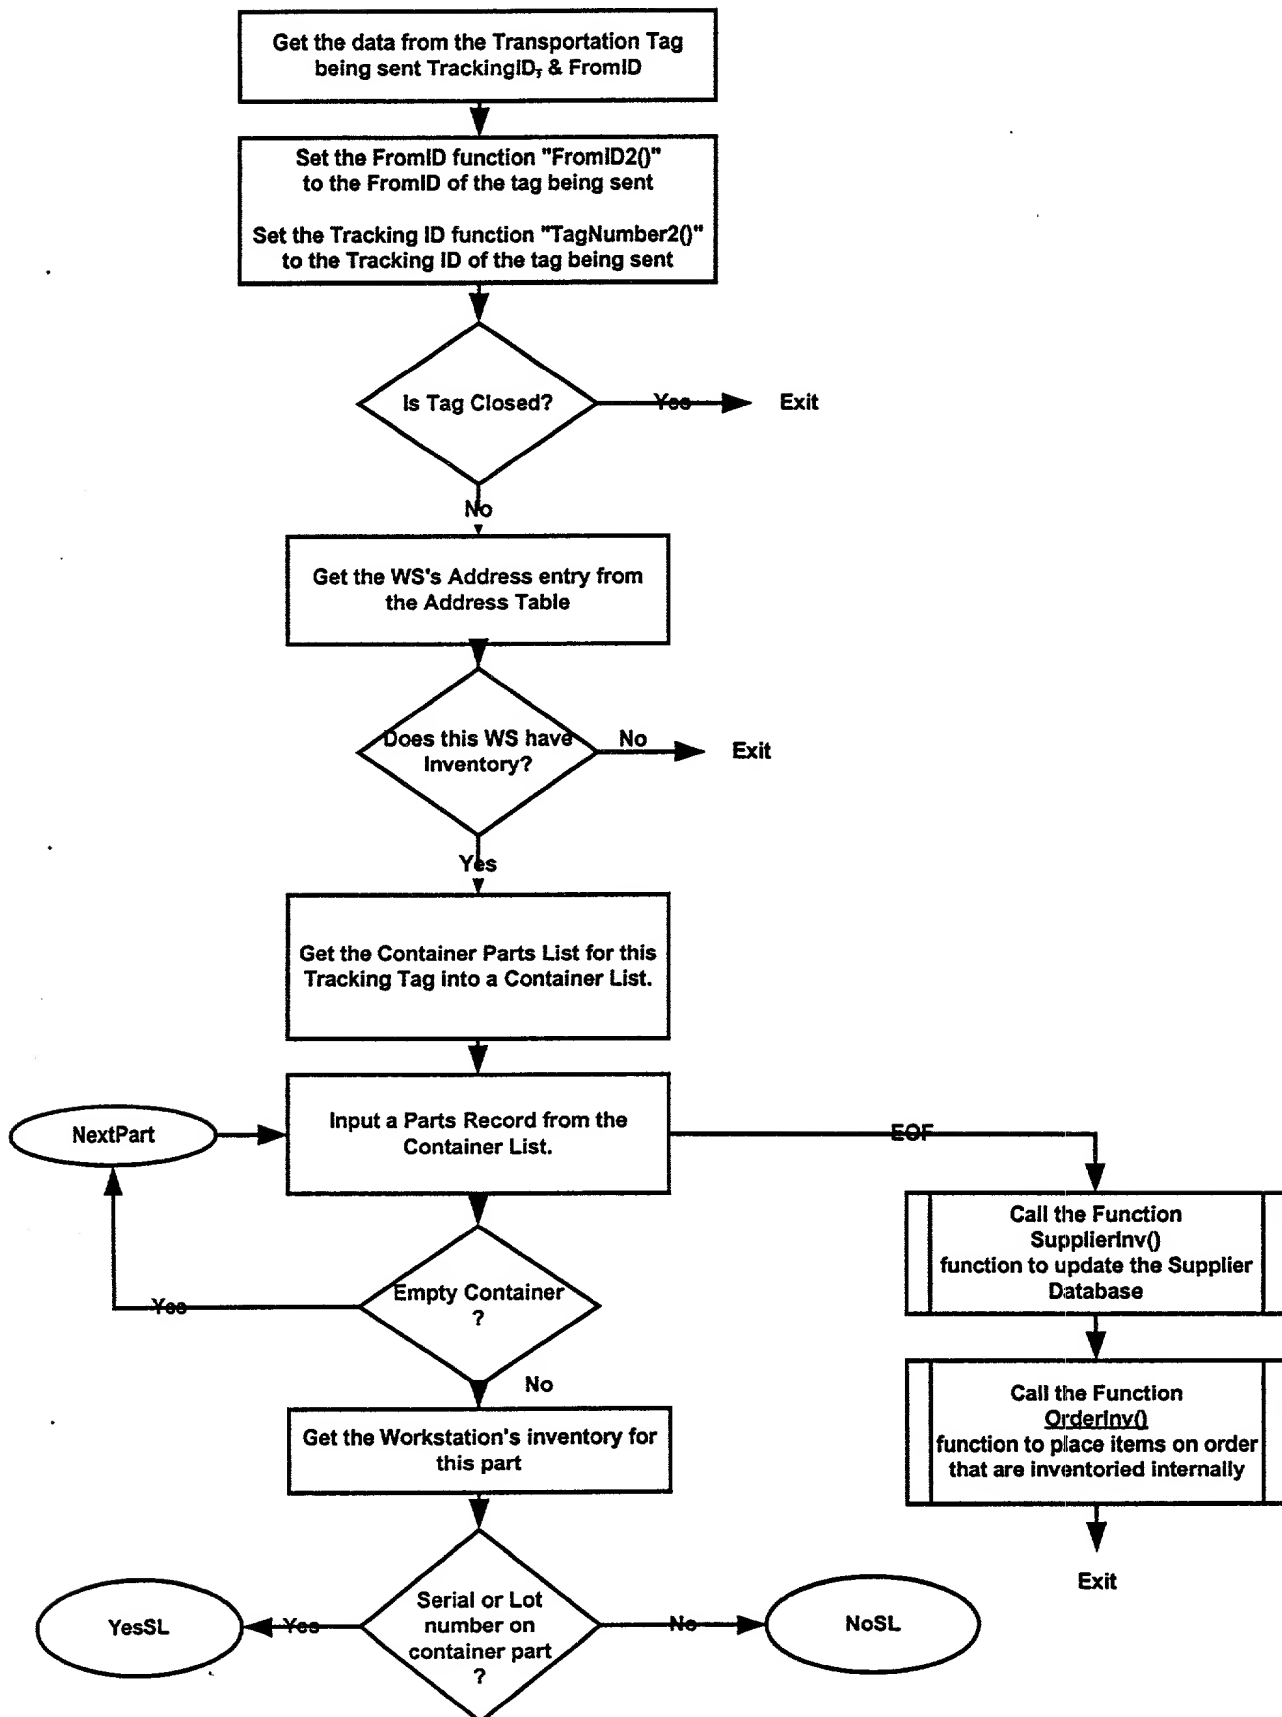 Get the data from the Transportation Tag
being sent TrackingID, & FromID
Set the FromID function "FromID2()"
to the FromID of the tag being sent
Set the Tracking ID function "TagNumber2()"
to the Tracking ID of the tag being sent
Is Tag Closed?
Yes
Exit
No
Get the WS's Address entry from
the Address Table
Does this WS have
Inventory?
No
Exit
Yes
Get the Container Parts List for this
Tracking Tag into a Container List.
NextPart
Input a Parts Record from the
Container List.
EOF
Call the Function
SupplierInv()
function to update the Supplier
Database
Empty Container
?
Yes
No
Call the Function
OrderInv()
function to place items on order
that are inventoried internally
Exit
Get the Workstation's inventory for
this part
Serial or Lot
number on
container part
?
Yes
YesSL
No
NoSL